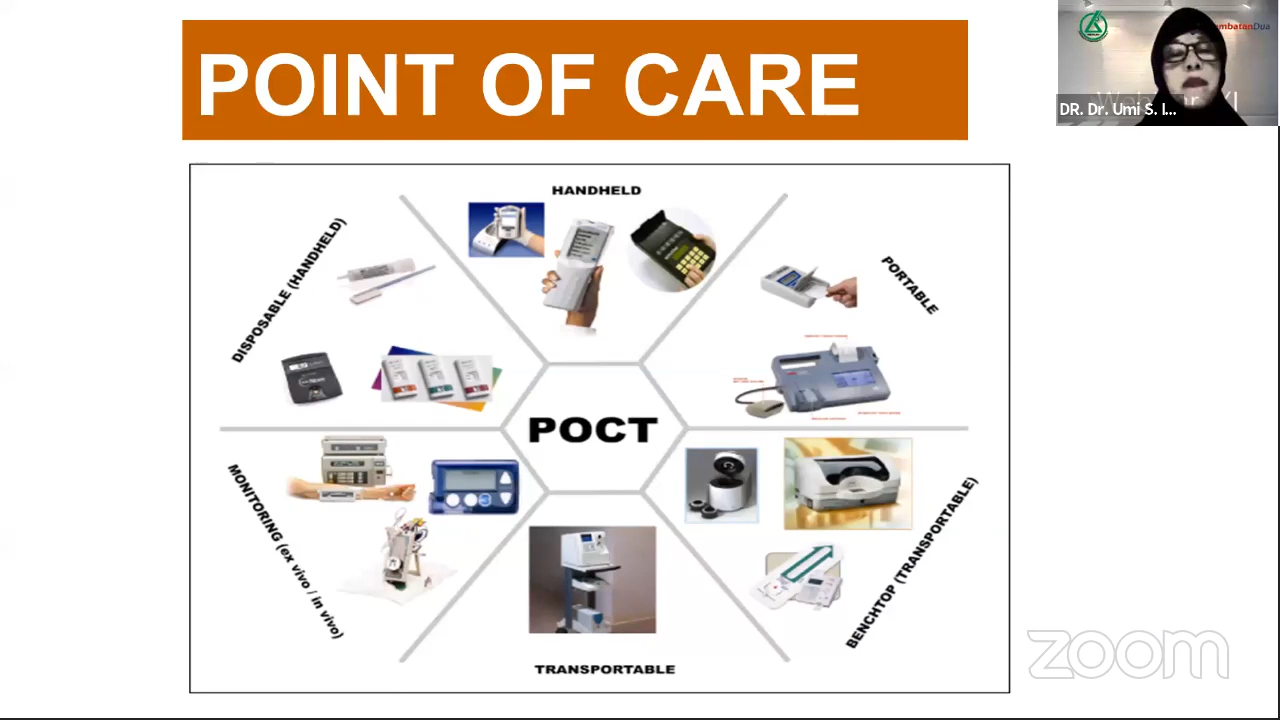 POINT OF CARE
DR. Dr. Umi S. I...
HANDHELD
DISPOSABLE (HANDHELD)
PORTABLE
POCT
MONITORING (ex vivo / in vivo)
BENCHTOP (TRANSPORTABLE)
TRANSPORTABLE
zoom